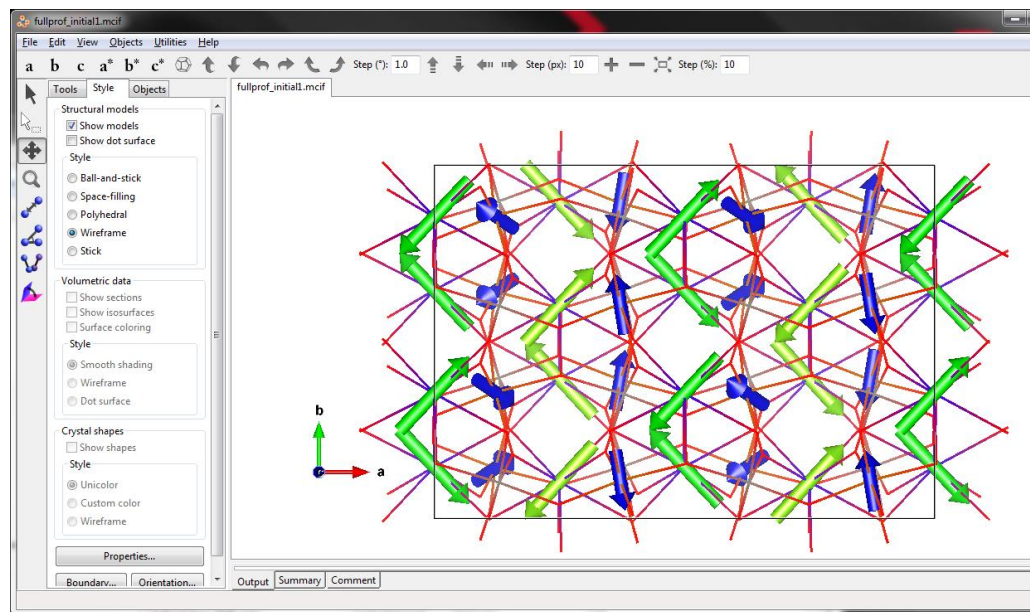 fullprof_initial1.mcif
File Edit View Objects Utilities Help
a b c a* b* c* Step (°): 1.0 Step (px): 10 Step (%): 10
Tools Style Objects
fullprof_initial1.mcif
Structural models
Show models
Show dot surface
Style
Ball-and-stick
Space-filling
Polyhedral
Wireframe
Stick
Volumetric data
Show sections
Show isosurfaces
Surface coloring
Style
Smooth shading
Wireframe
Dot surface
Crystal shapes
Show shapes
Style
Unicolor
Custom color
Wireframe
Properties...
Boundary... Orientation...
b
a
Output Summary Comment